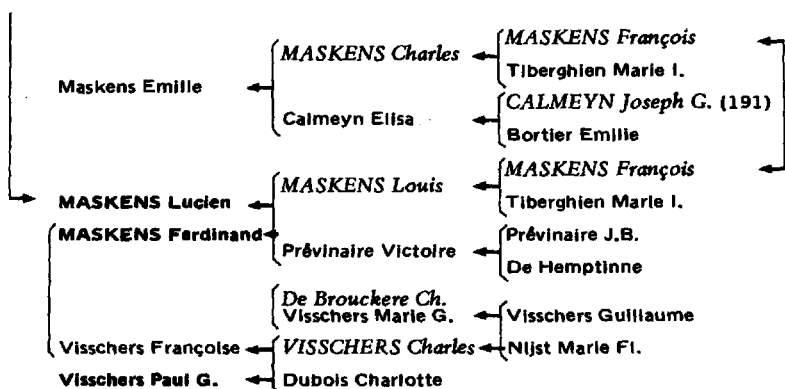 MASKENS François
MASKENS Charles
Tiberghien Marie I.
Maskens Emilie
CALMEYN Joseph G. (191)
Calmeyn Elisa
Bortier Emilie
MASKENS François
MASKENS Louis
Tiberghien Marie I.
MASKENS Lucien
MASKENS Ferdinand
Prévinaire J.B.
Prévinaire Victoire
De Hemptinne
De Brouckere Ch.
Visschers Marie G.
Visschers Guillaume
Visschers Françoise
VISSCHERS Charles
Nijst Marie Fl.
Visschers Paul G.
Dubois Charlotte